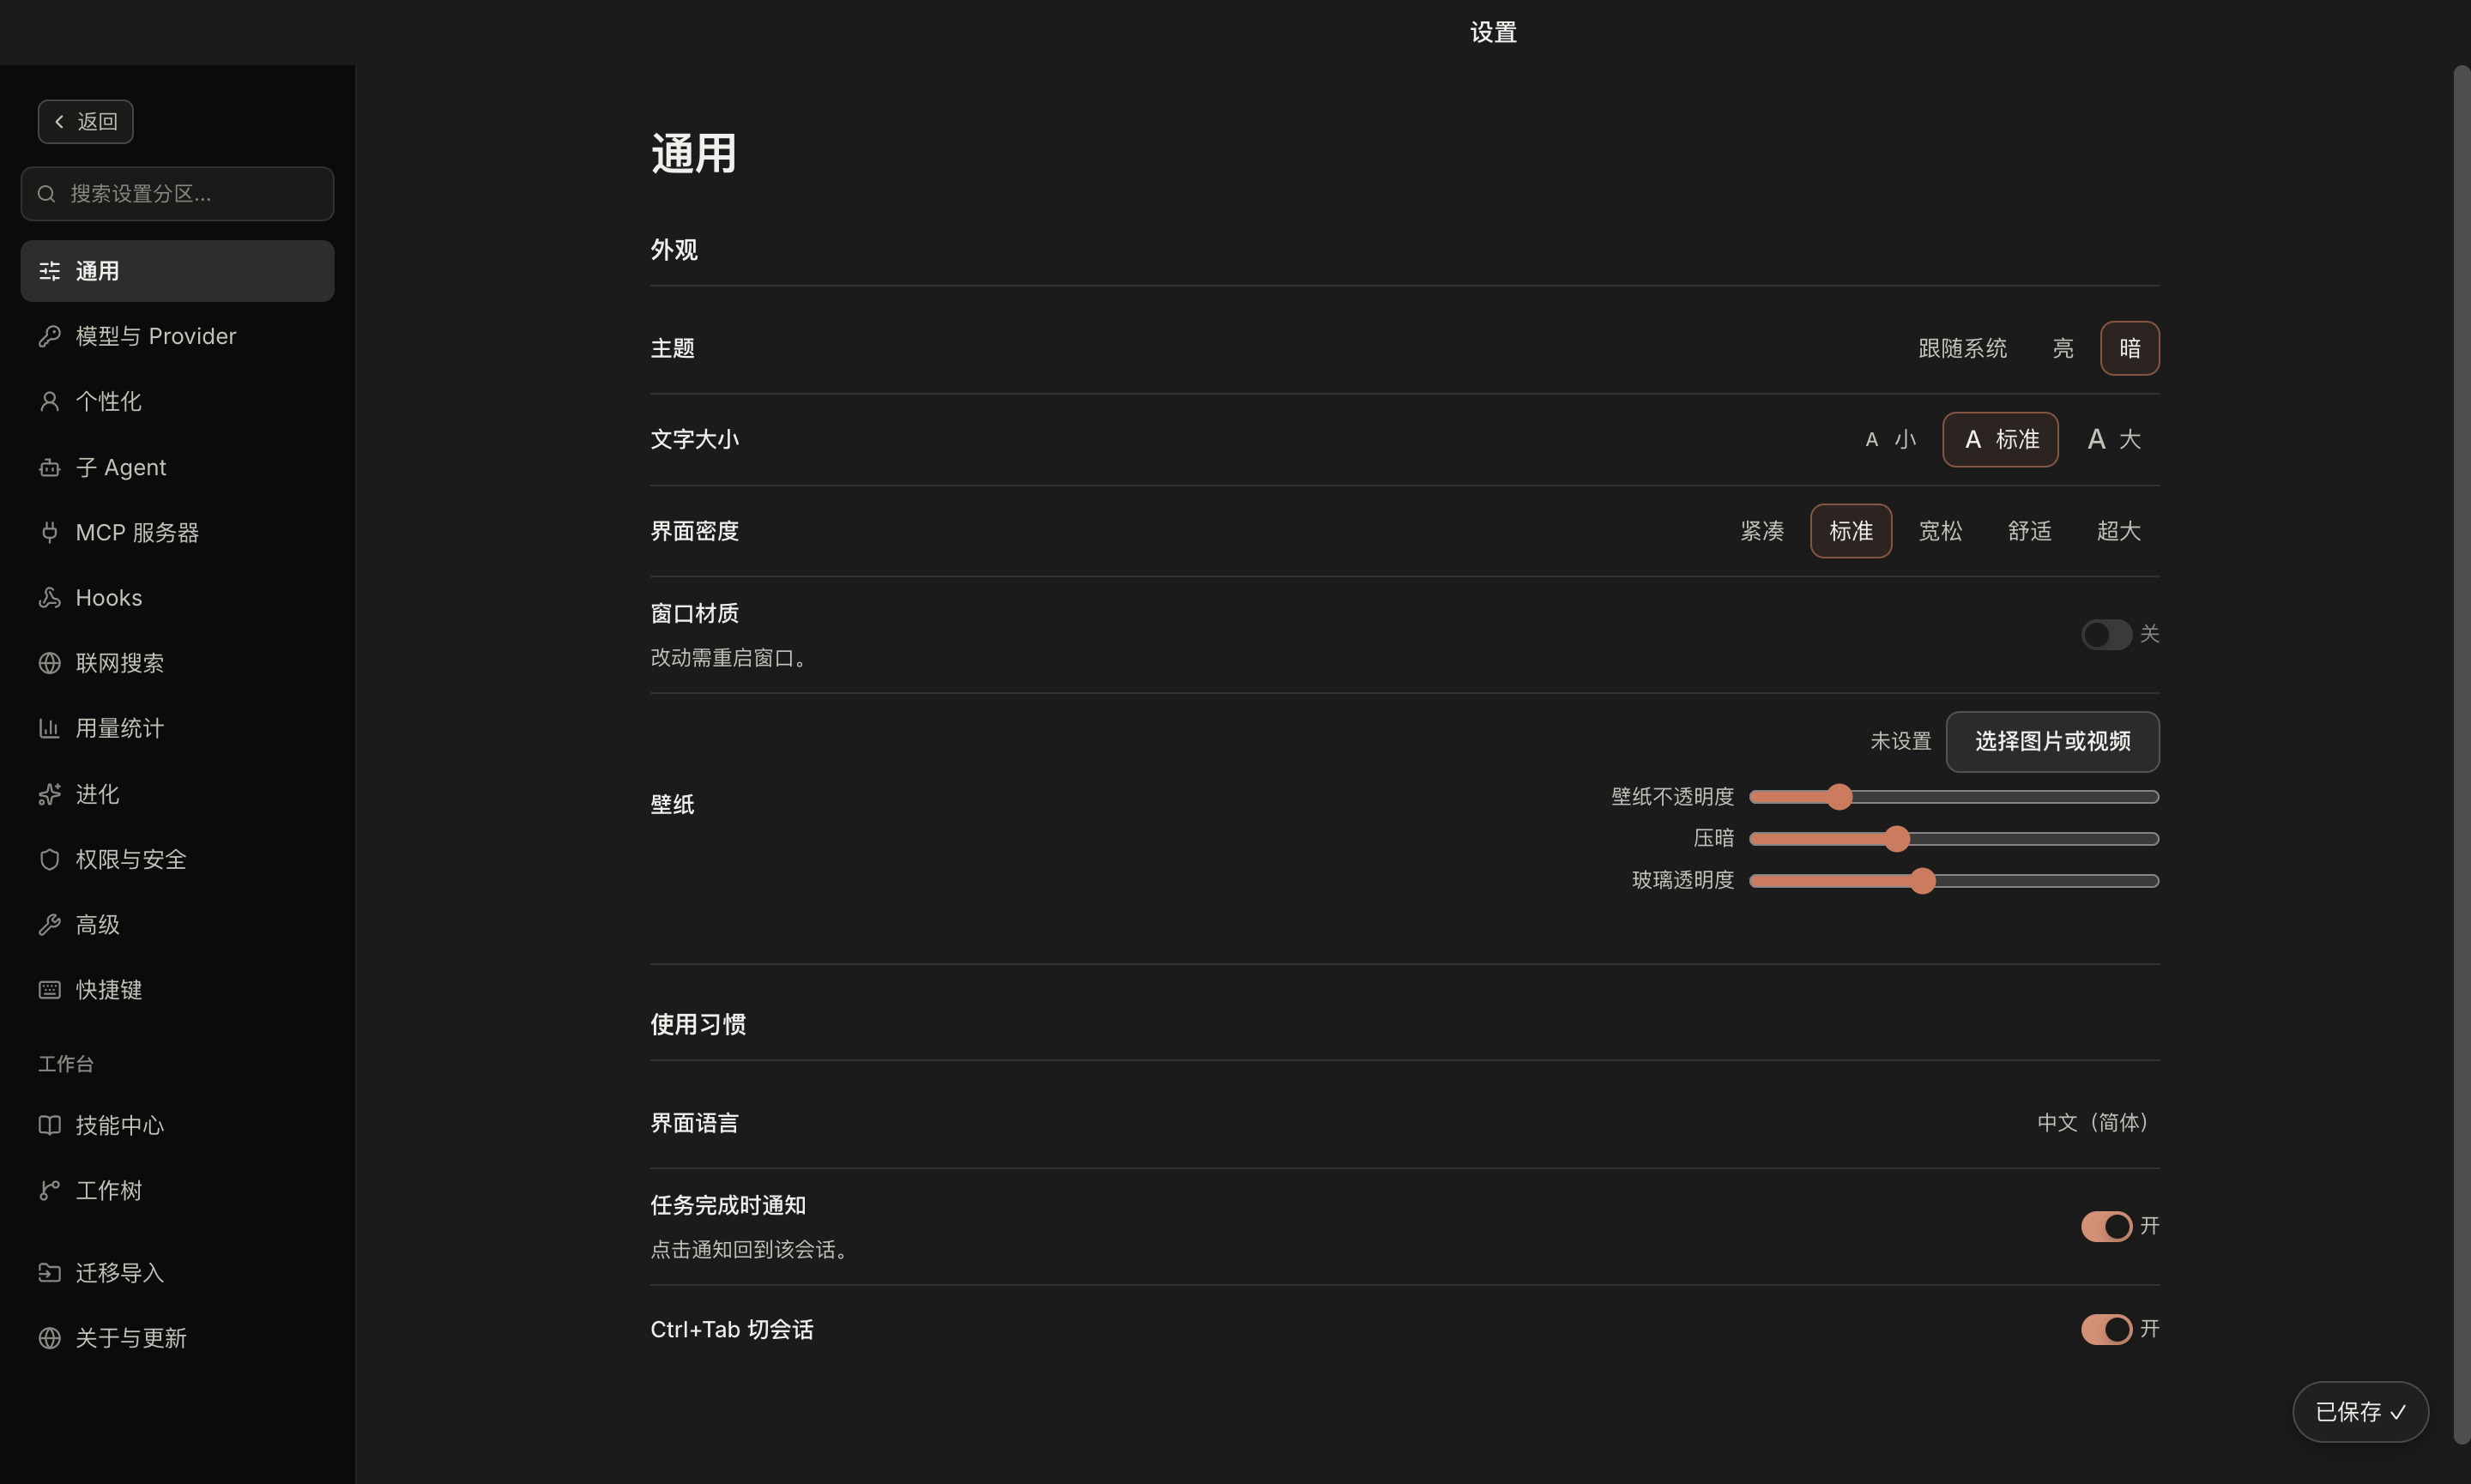 设置
返回
搜索设置分区...
通用
模型与 Provider
个性化
子 Agent
MCP 服务器
Hooks
联网搜索
用量统计
进化
权限与安全
高级
快捷键
工作台
技能中心
工作树
迁移导入
关于与更新
通用
外观
主题
跟随系统 亮 暗
文字大小
A 小 A 标准 A 大
界面密度
紧凑 标准 宽松 舒适 超大
窗口材质
改动需重启窗口。
关
壁纸
未设置 选择图片或视频
壁纸不透明度
压暗
玻璃透明度
使用习惯
界面语言
中文（简体）
任务完成时通知
点击通知回到该会话。
开
Ctrl+Tab 切会话
开
已保存 ✓